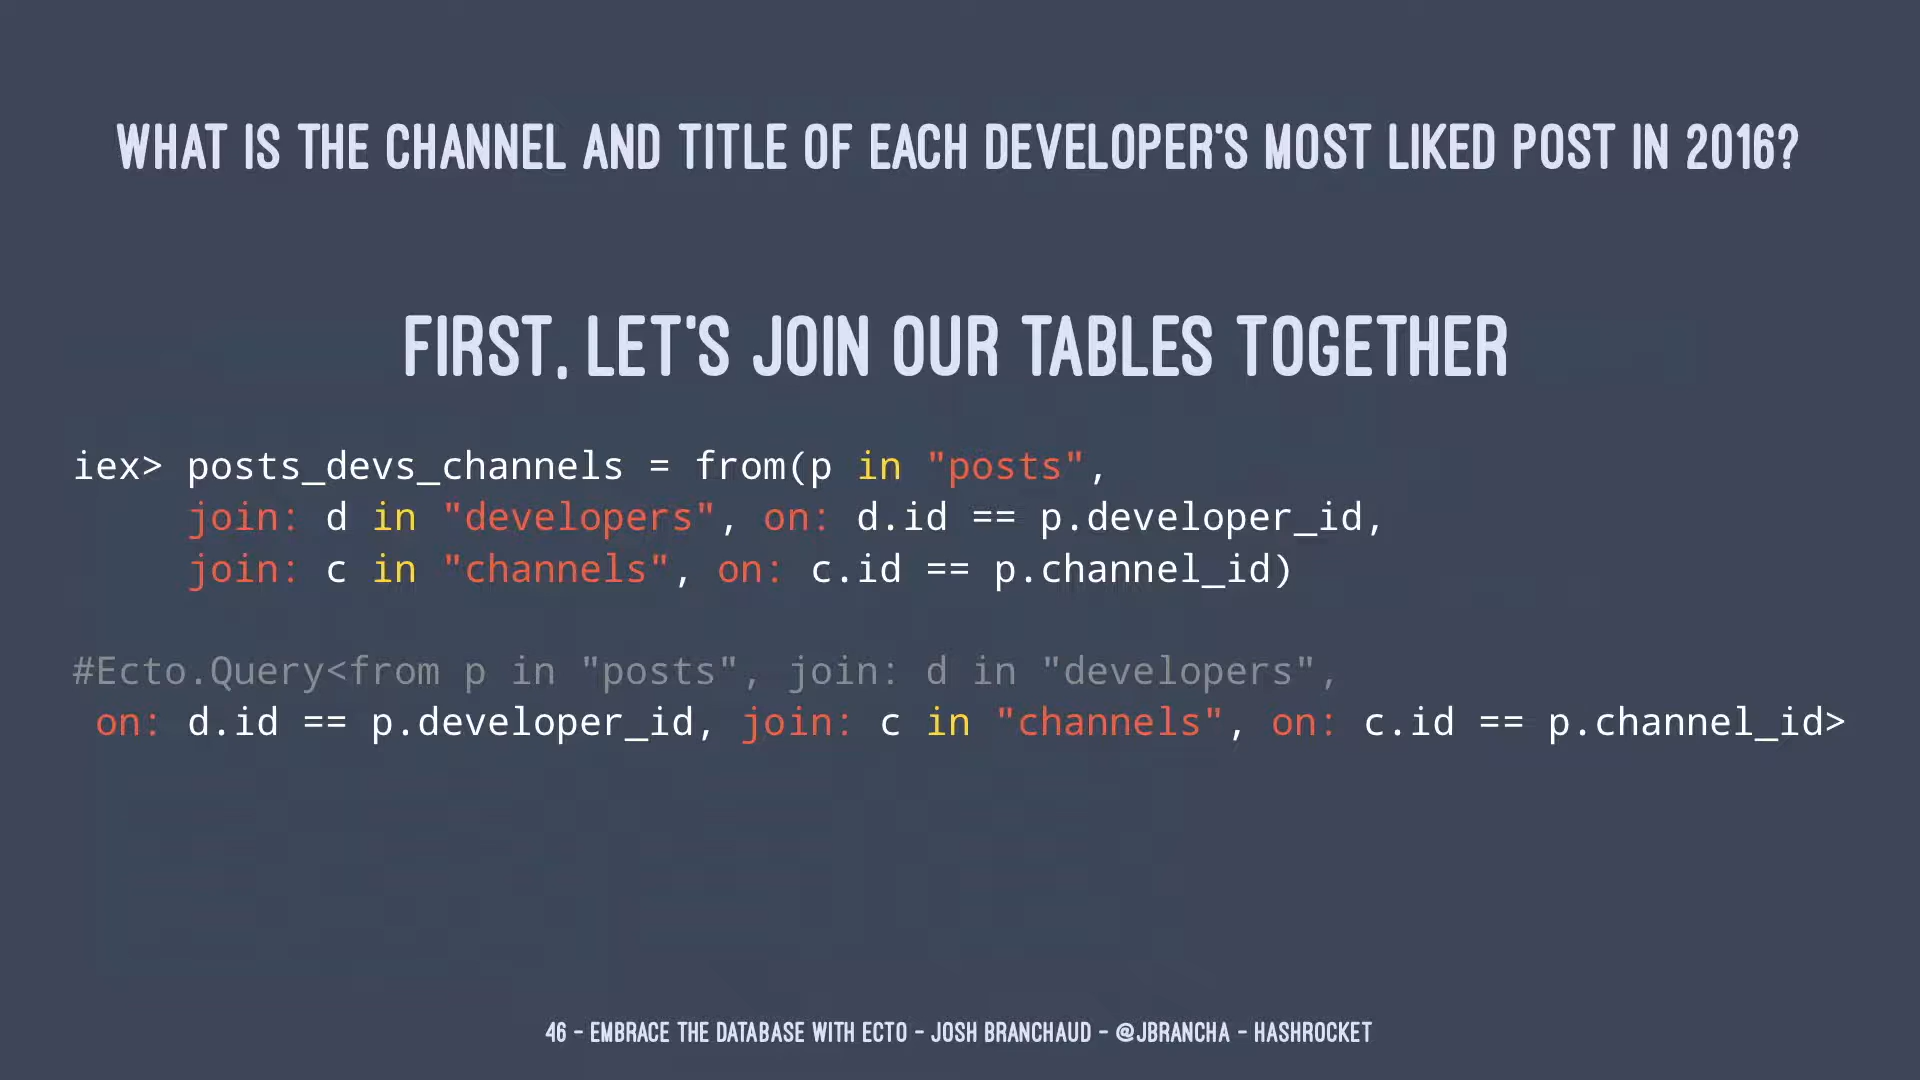 WHAT IS THE CHANNEL AND TITLE OF EACH DEVELOPER'S MOST LIKED POST IN 2016?
FIRST, LET'S JOIN OUR TABLES TOGETHER
iex> posts_devs_channels = from(p in "posts",
     join: d in "developers", on: d.id == p.developer_id,
     join: c in "channels", on: c.id == p.channel_id)
#Ecto.Query<from p in "posts", join: d in "developers",
 on: d.id == p.developer_id, join: c in "channels", on: c.id == p.channel_id>
46 - EMBRACE THE DATABASE WITH ECTO - JOSH BRANCHAUD - @JBRANCHA - HASHROCKET